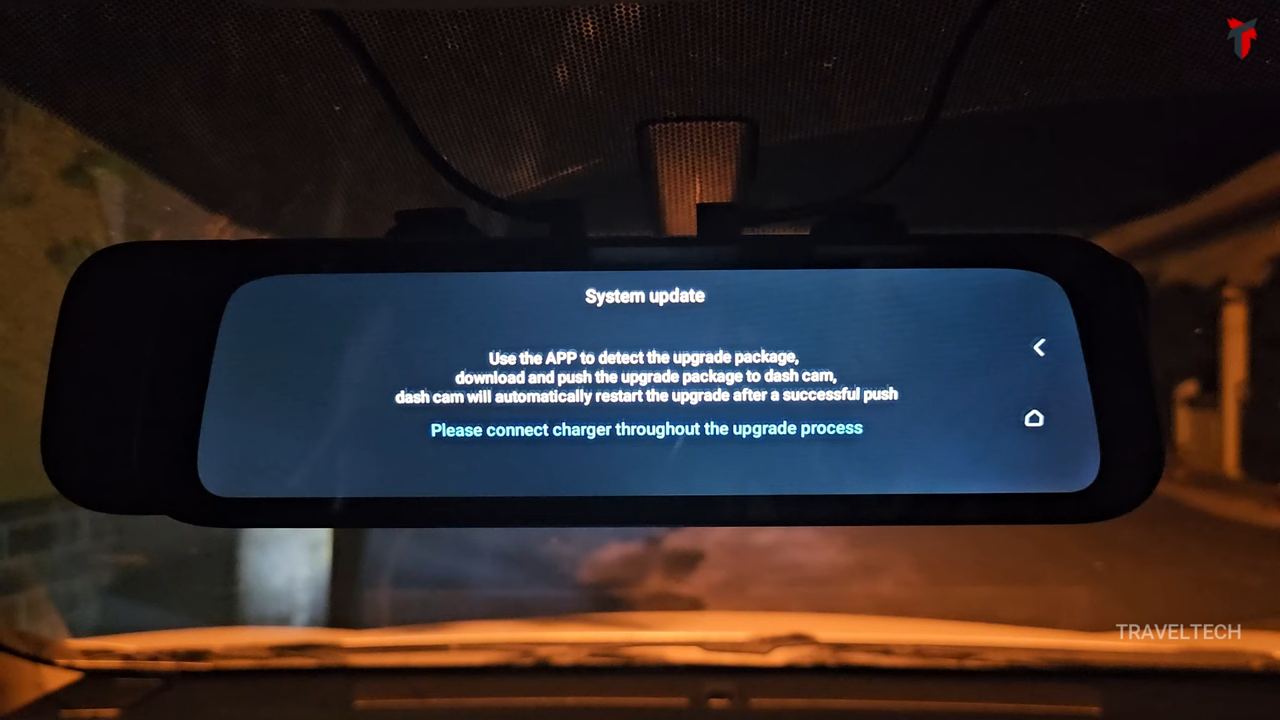 System update
Use the APP to detect the upgrade package,
download and push the upgrade package to dash cam,
dash cam will automatically restart the upgrade after a successful push
Please connect charger throughout the upgrade process
TRAVELTECH